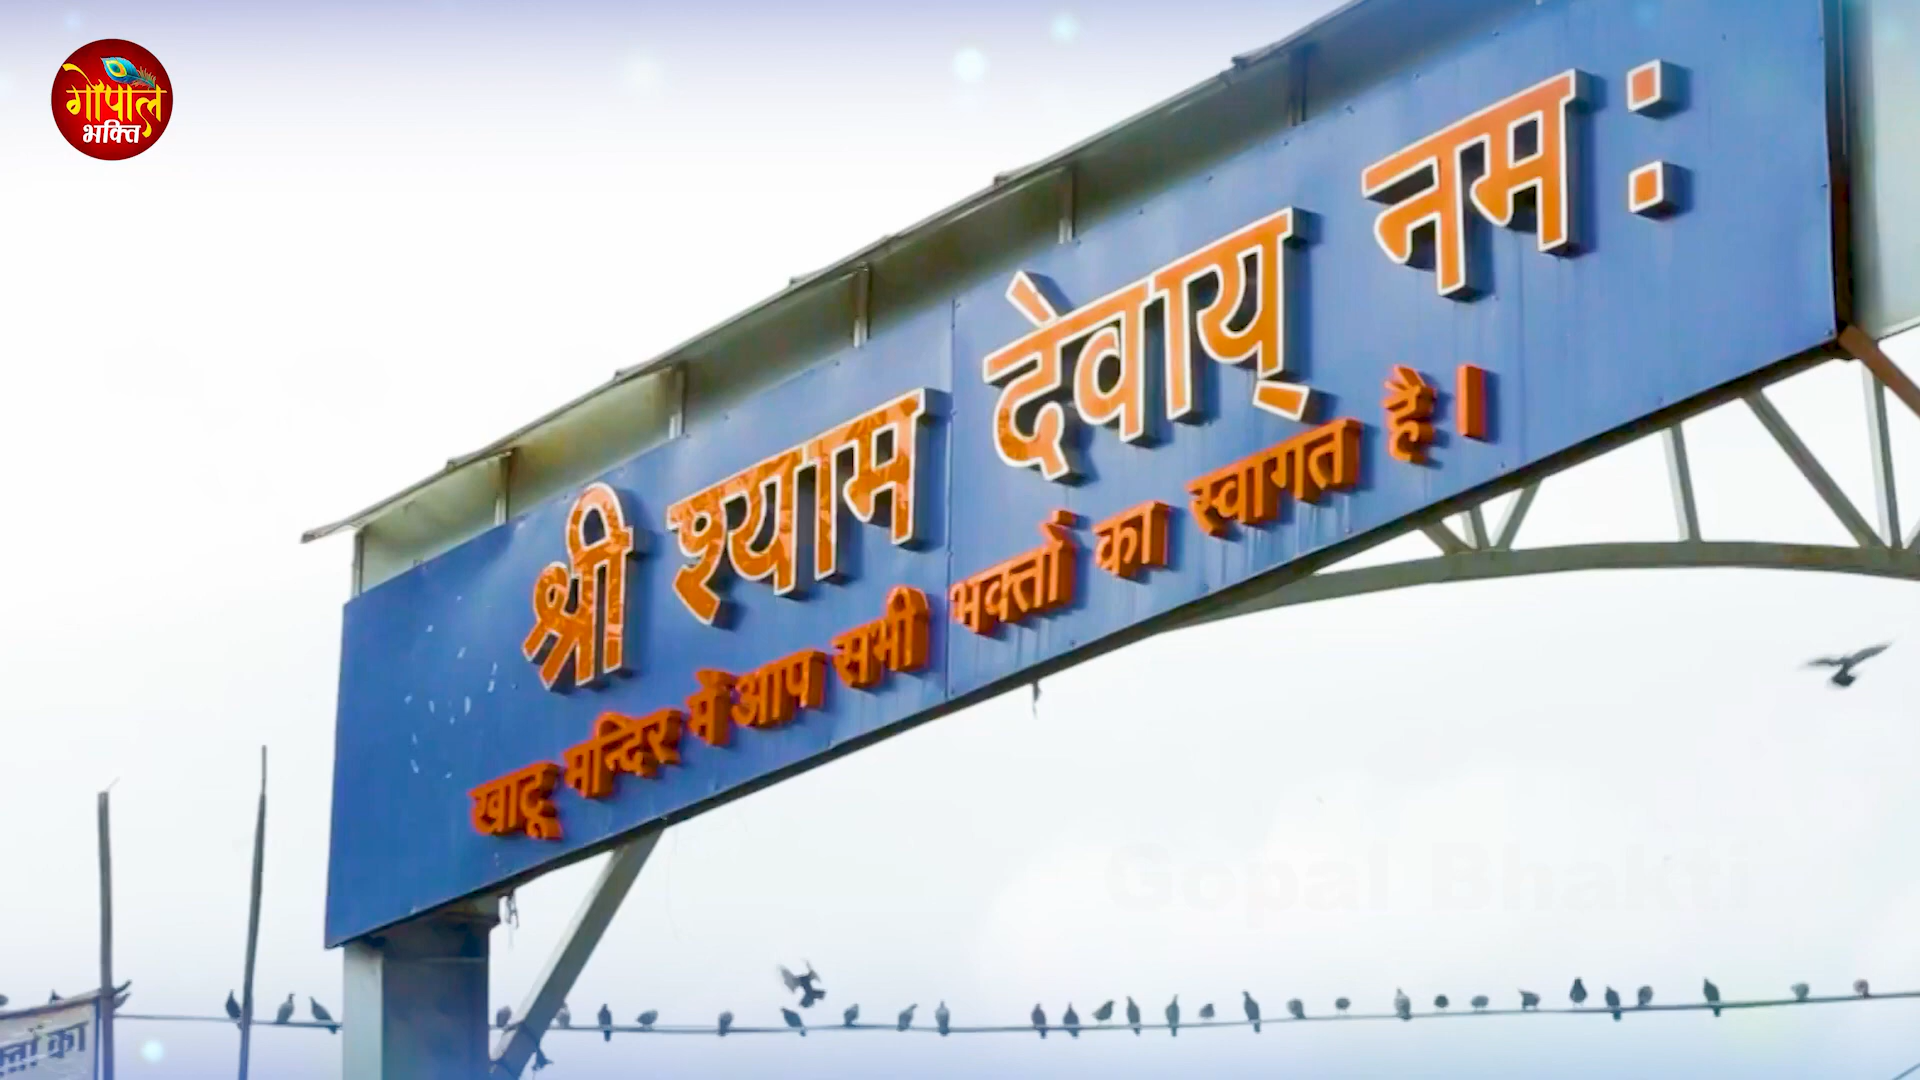 गोपाल
भक्ति
श्री श्याम देवाय् नम:
खाटू मन्दिर में आप सभी भक्तों का स्वागत है।
Gopal Bhakti
का